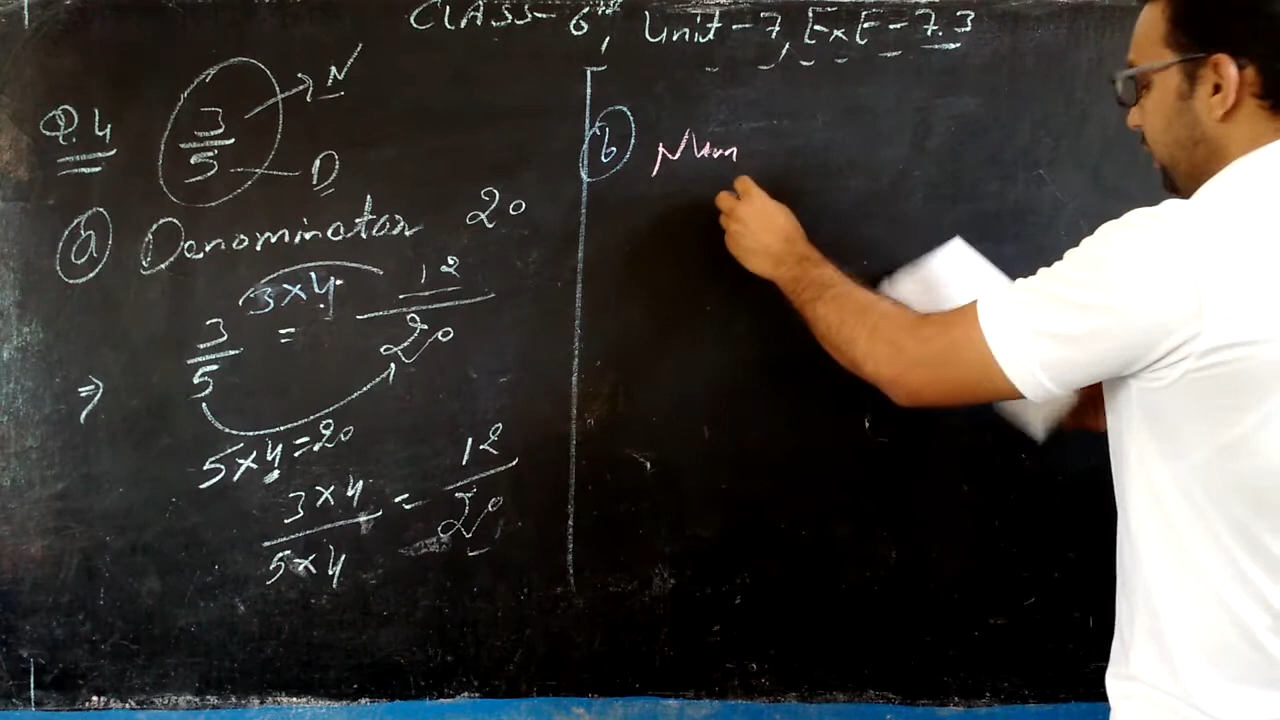 CLASS-6th, Unit-7, ExE-7.3
Q.4 3/5 N
D
(a) Denominator 20
3×4
3/5 = 12/20
⇒
5×4=20
3×4/5×4 = 12/20
(b) Num